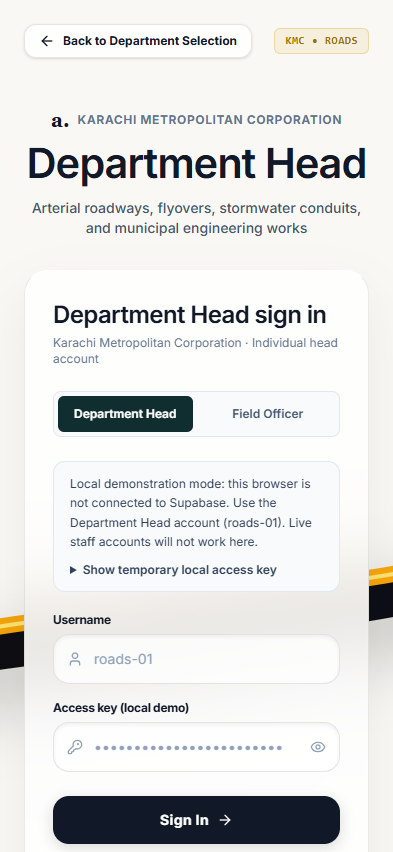 Back to Department Selection
KMC • ROADS
a. KARACHI METROPOLITAN CORPORATION
Department Head
Arterial roadways, flyovers, stormwater conduits,
and municipal engineering works
Department Head sign in
Karachi Metropolitan Corporation · Individual head
account
Department Head
Field Officer
Local demonstration mode: this browser is
not connected to Supabase. Use the
Department Head account (roads-01). Live
staff accounts will not work here.
Show temporary local access key
Username
roads-01
Access key (local demo)
Sign In